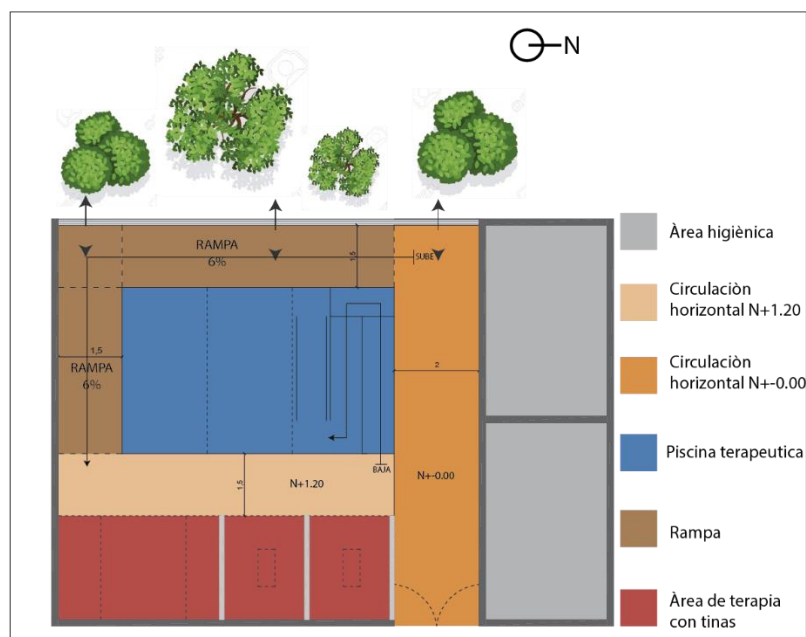 N
RAMPA
6%
SUBE
1,5
1,5
RAMPA
6%
2
BAJA
N+1.20
1,5
N+-0.00
Àrea higiènica
Circulaciòn
horizontal N+1.20
Circulaciòn
horizontal N+-0.00
Piscina terapeutica
Rampa
Àrea de terapia
con tinas